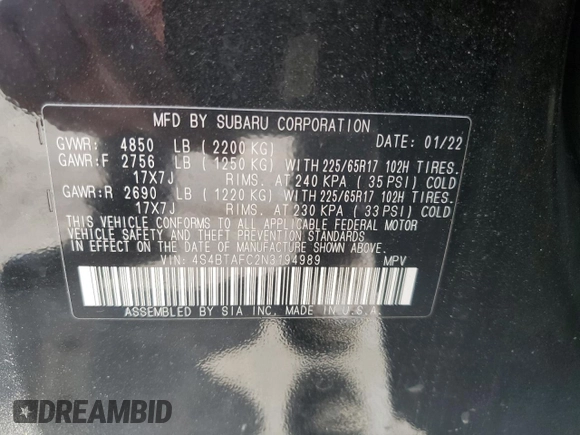 MFD BY SUBARU CORPORATION
GVWR: 4850 LB ( 2200 KG) DATE: 01/22
GAWR:F 2756 LB ( 1250 KG) WITH 225/65R17 102H TIRES.
17X7J RIMS. AT 240 KPA ( 35 PSI) COLD
GAWR:R 2690 LB ( 1220 KG) WITH 225/65R17 102H TIRES.
17X7J RIMS. AT 230 KPA ( 33 PSI) COLD
THIS VEHICLE CONFORMS TO ALL APPLICABLE FEDERAL MOTOR
VEHICLE SAFETY, BUMPER, AND THEFT PREVENTION STANDARDS
IN EFFECT ON THE DATE OF MANUFACTURE SHOWN ABOVE.
VIN: 4S4BTAFC2N3194989 MPV
ASSEMBLED BY SIA INC, MADE IN U.S.A.
DREAMBID